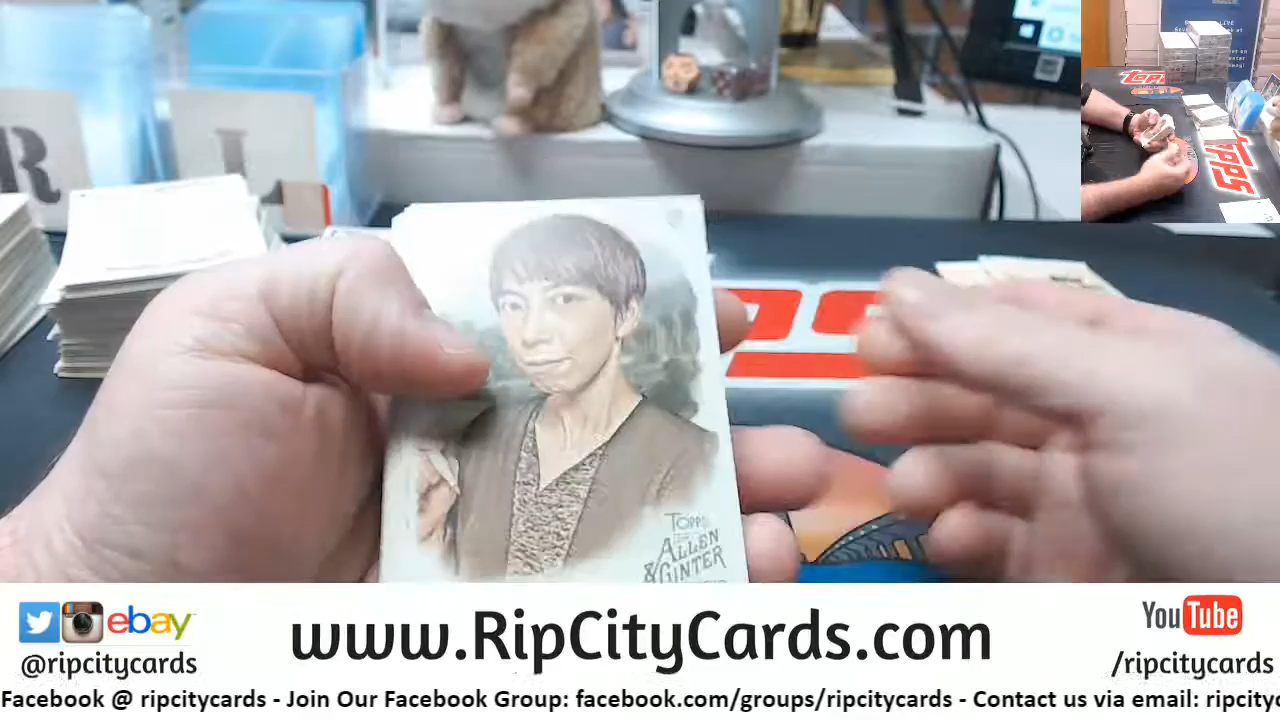 R
L
TOPPS
ALLEN
& GINTER
www.RipCityCards.com
ebay
@ripcitycards
YouTube
/ripcitycards
Facebook @ ripcitycards - Join Our Facebook Group: facebook.com/groups/ripcitycards - Contact us via email: ripcityc